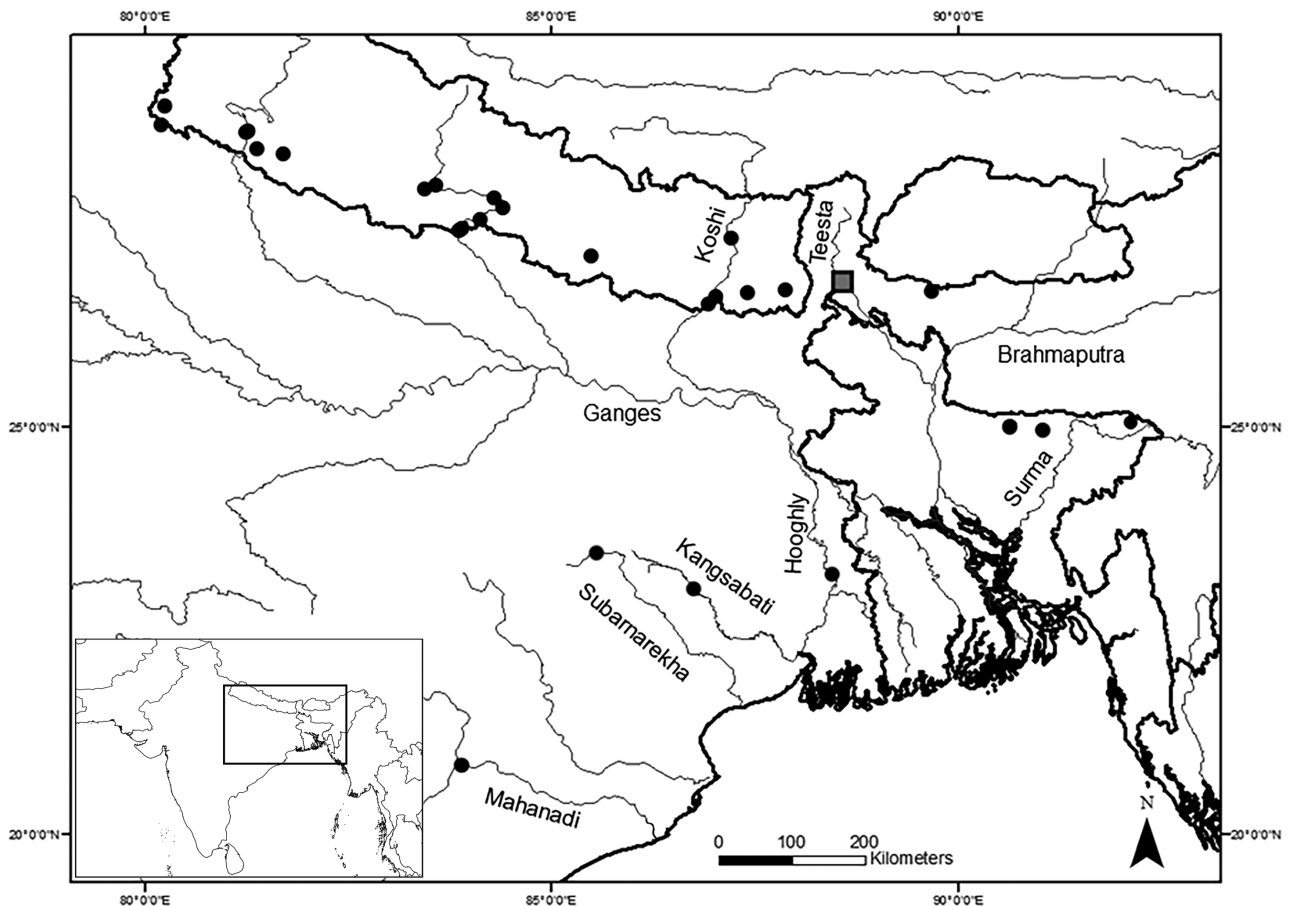 80°0'0"E
85°0'0"E
90°0'0"E
Koshi
Teesta
Brahmaputra
Ganges
25°0'0"N
25°0'0"N
Surma
Hooghly
Kangsabati
Subarnarekha
Mahanadi
N
20°0'0"N
20°0'0"N
0 100 200
Kilometers
80°0'0"E
85°0'0"E
90°0'0"E